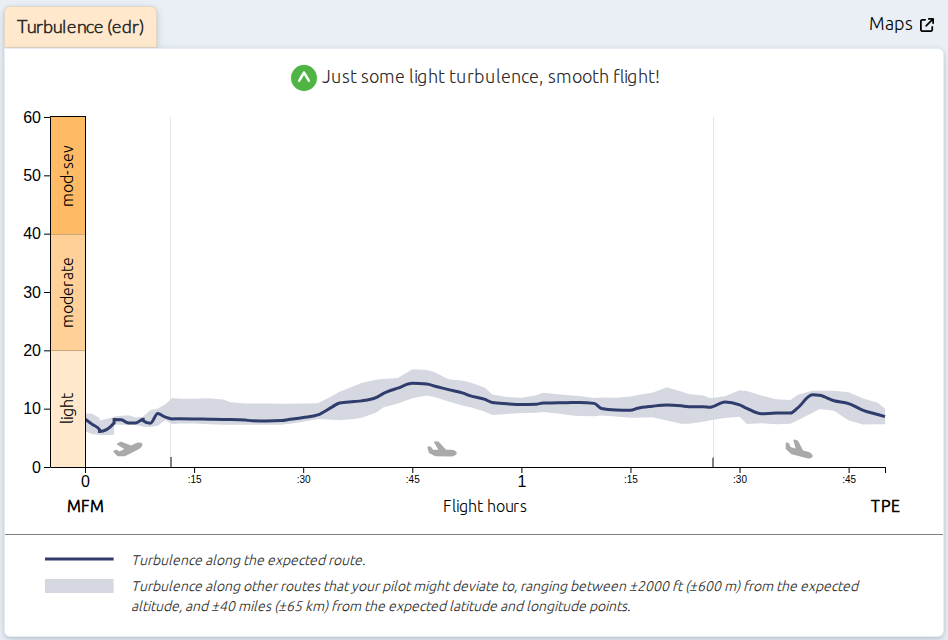 Turbulence (edr)
Maps
Just some light turbulence, smooth flight!
60
50
40
30
20
10
0
mod-sev
moderate
light
0 :15 :30 :45 1 :15 :30 :45
MFM Flight hours TPE
Turbulence along the expected route.
Turbulence along other routes that your pilot might deviate to, ranging between ±2000 ft (±600 m) from the expected
altitude, and ±40 miles (±65 km) from the expected latitude and longitude points.